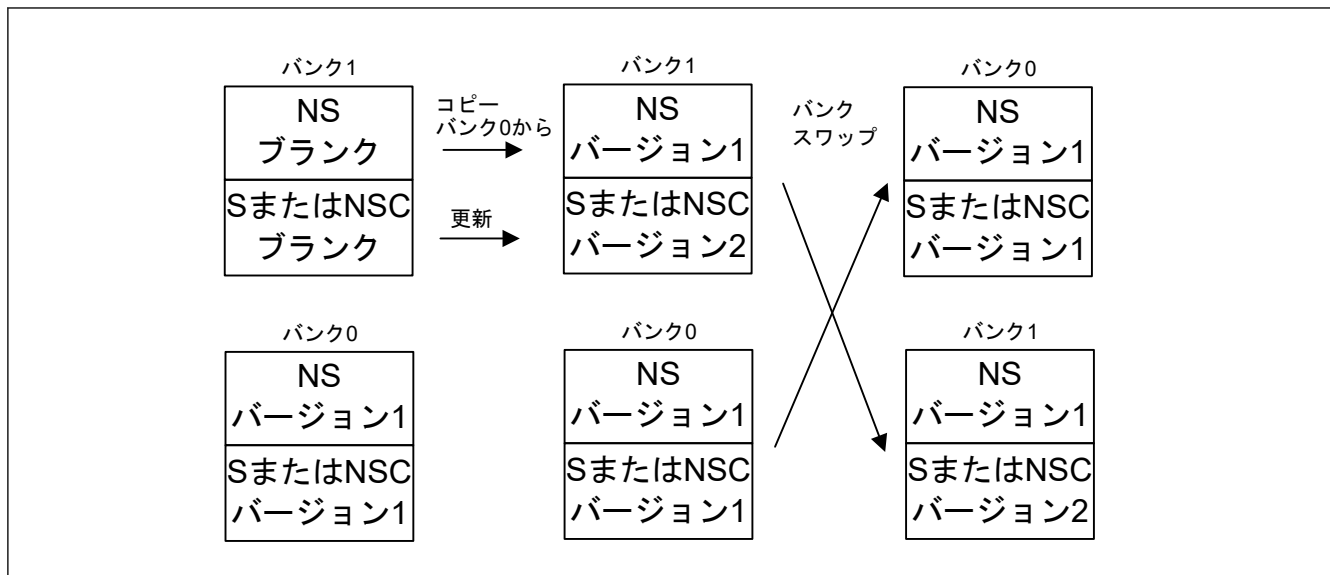 バンク1
NS
ブランク
SまたはNSC
ブランク
コピー
バンク0から
更新
バンク1
NS
バージョン1
SまたはNSC
バージョン2
バンク
スワップ
バンク0
NS
バージョン1
SまたはNSC
バージョン1
バンク0
NS
バージョン1
SまたはNSC
バージョン1
バンク0
NS
バージョン1
SまたはNSC
バージョン1
バンク1
NS
バージョン1
SまたはNSC
バージョン2